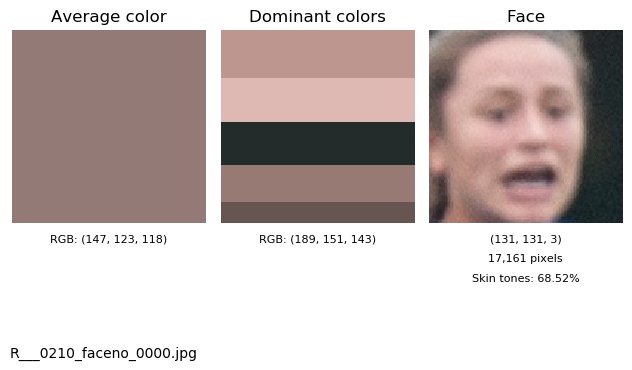 Average color
Dominant colors
Face
RGB: (147, 123, 118)
RGB: (189, 151, 143)
(131, 131, 3)
17,161 pixels
Skin tones: 68.52%
R___0210_faceno_0000.jpg